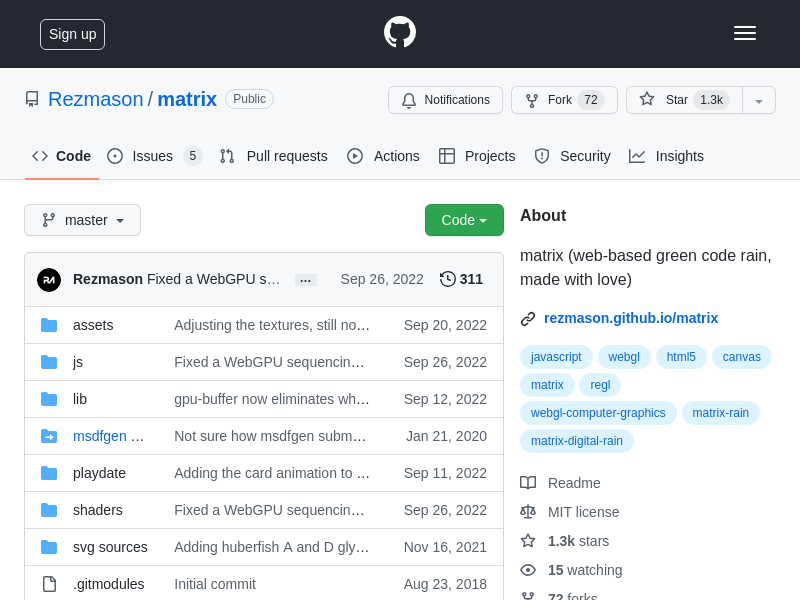 Sign up
Rezmason / matrix Public
Notifications Fork 72 Star 1.3k
Code Issues 5 Pull requests Actions Projects Security Insights
master Code
Rezmason Fixed a WebGPU s… … Sep 26, 2022 311
assets Adjusting the textures, still no… Sep 20, 2022
js Fixed a WebGPU sequencin… Sep 26, 2022
lib gpu-buffer now eliminates wh… Sep 12, 2022
msdfgen … Not sure how msdfgen subm… Jan 21, 2020
playdate Adding the card animation to … Sep 11, 2022
shaders Fixed a WebGPU sequencin… Sep 26, 2022
svg sources Adding huberfish A and D gly… Nov 16, 2021
.gitmodules Initial commit Aug 23, 2018
About
matrix (web-based green code rain,
made with love)
rezmason.github.io/matrix
javascript webgl html5 canvas
matrix regl
webgl-computer-graphics matrix-rain
matrix-digital-rain
Readme
MIT license
1.3k stars
15 watching
72 forks